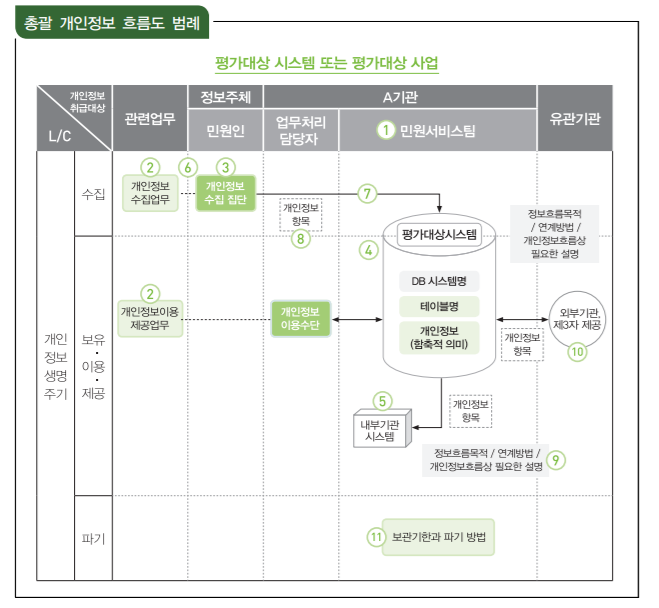 총괄 개인정보 흐름도 범례
평가대상 시스템 또는 평가대상 사업
개인정보
취급대상
L/C
관련업무
정보주체
A기관
유관기관
민원인
업무처리
담당자
① 민원서비스팀
수집
②
개인정보
수집업무
⑥
③
개인정보
수집 집단
⑦
개인정보
항목
⑧
④
평가대상시스템
정보흐름목적
/ 연계방법 /
개인정보흐름상
필요한 설명
DB 시스템명
테이블명
개인정보
(함축적 의미)
②
개인정보이용
제공업무
개인정보
이용수단
외부기관,
제3자 제공
⑩
개인정보
항목
개인
정보
생명
주기
보유
·
이용
·
제공
⑤
내부기관
시스템
개인정보
항목
정보흐름목적 / 연계방법 /
개인정보흐름상 필요한 설명
⑨
파기
⑪ 보관기한과 파기 방법